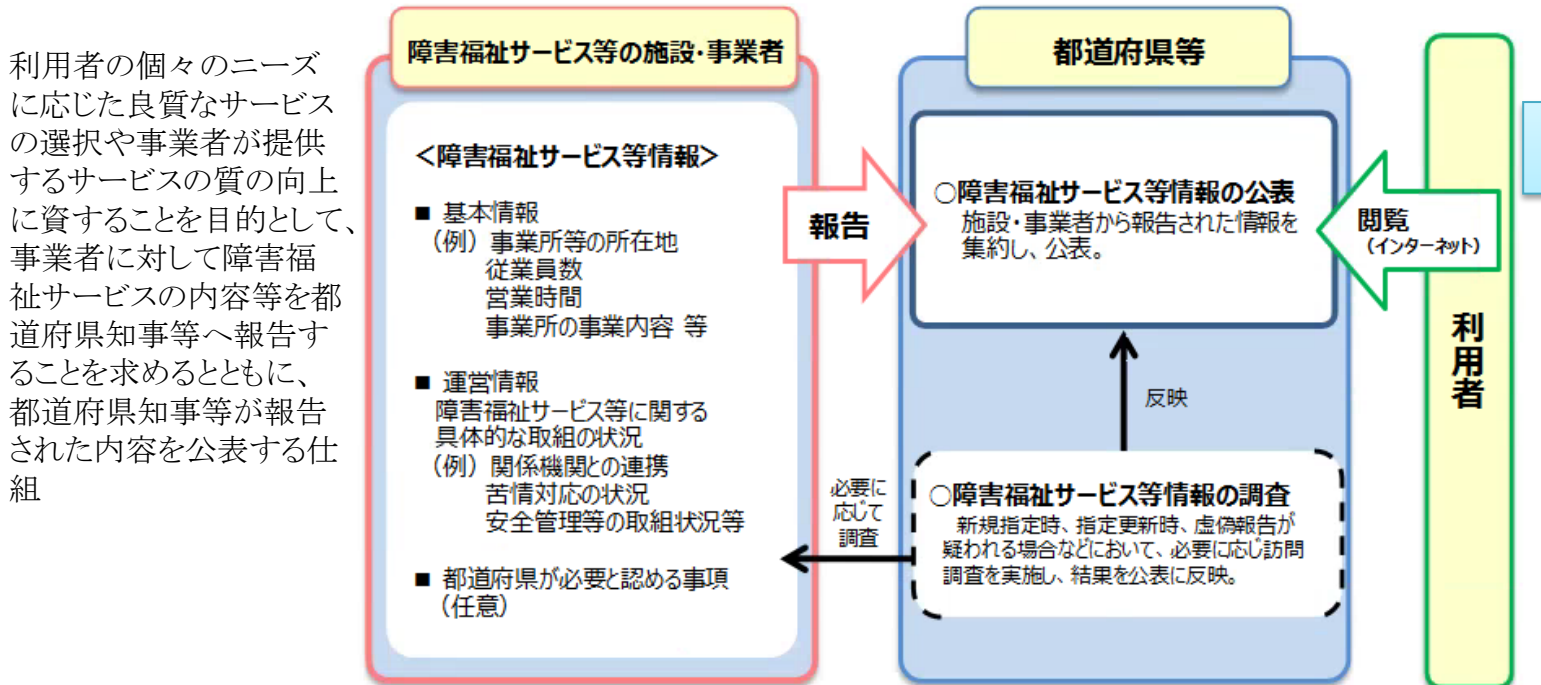 利用者の個々のニーズ
に応じた良質なサービス
の選択や事業者が提供
するサービスの質の向上
に資することを目的として、
事業者に対して障害福
祉サービスの内容等を都
道府県知事等へ報告す
ることを求めるとともに、
都道府県知事等が報告
された内容を公表する仕
組
障害福祉サービス等の施設・事業者
＜障害福祉サービス等情報＞
■ 基本情報
（例）事業所等の所在地
従業員数
営業時間
事業所の事業内容 等
■ 運営情報
障害福祉サービス等に関する
具体的な取組の状況
（例）関係機関との連携
苦情対応の状況
安全管理等の取組状況等
■ 都道府県が必要と認める事項
（任意）
報告
必要に
応じて
調査
都道府県等
○障害福祉サービス等情報の公表
施設・事業者から報告された情報を
集約し、公表。
反映
○障害福祉サービス等情報の調査
新規指定時、指定更新時、虚偽報告が
疑われる場合などにおいて、必要に応じ訪問
調査を実施し、結果を公表に反映。
閲覧
（インターネット）
利用者